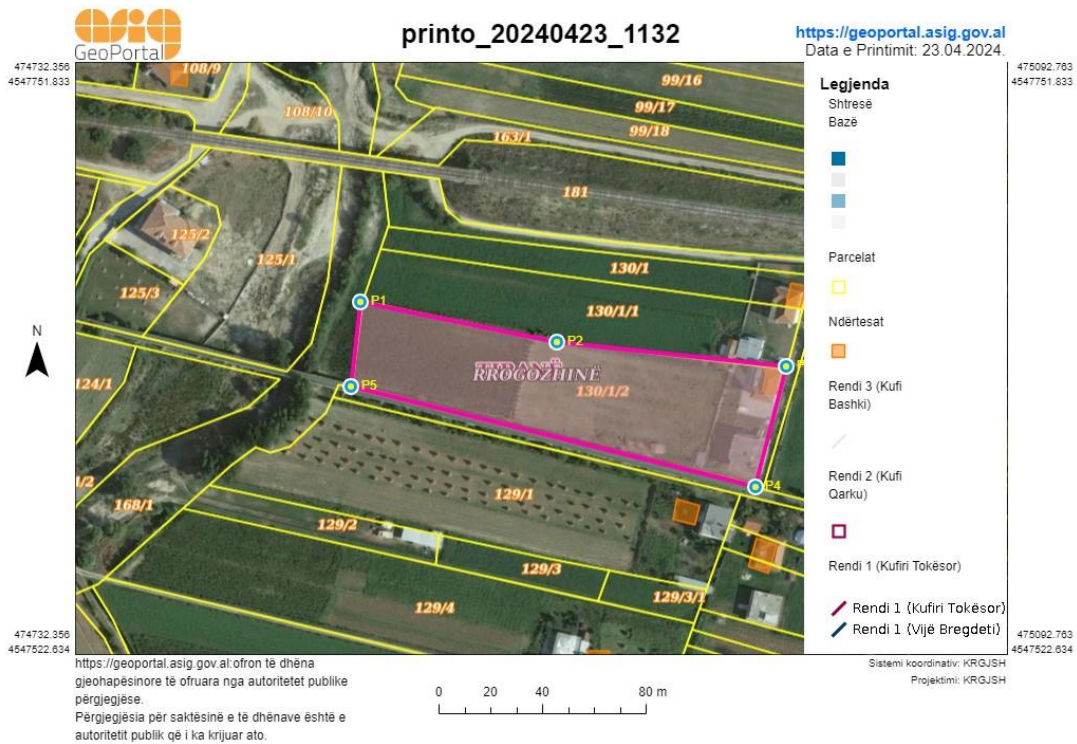 asig
GeoPortal
printo_20240423_1132
https://geoportal.asig.gov.al
Data e Printimit: 23.04.2024.
474732.356
4547751.833
475092.763
4547751.833
108/9
108/10
99/16
99/17
99/18
163/1
181
125/2
125/1
125/3
130/1
130/1/1
P1
P2
P5
P4
TIRANË
RROGOZHINË
130/1/2
124/1
168/1
129/1
129/2
129/3
129/3/1
129/4
N
Legjenda
Shtresë
Bazë
Parcelat
Ndërtesat
Rendi 3 (Kufi
Bashki)
Rendi 2 (Kufi
Qarku)
Rendi 1 (Kufiri Tokësor)
Rendi 1 (Kufiri Tokësor)
Rendi 1 (Vijë Bregdeti)
474732.356
4547522.634
475092.763
4547522.634
https://geoportal.asig.gov.al:ofron të dhëna
gjeohapësinore të ofruara nga autoritetet publike
përgjegjëse.
Përgjegjësia për saktësinë e të dhënave është e
autoritetit publik që i ka krijuar ato.
0 20 40 80 m
Sistemi koordinativ: KRGJSH
Projektimi: KRGJSH